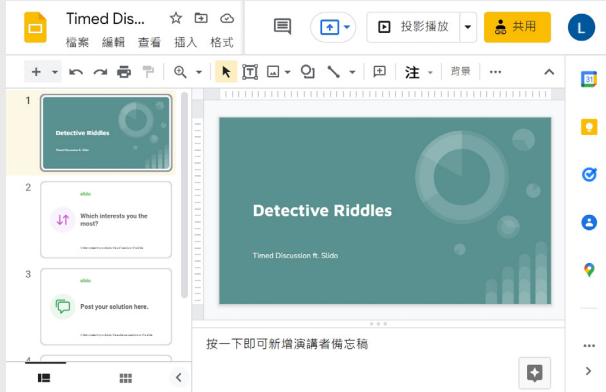 Timed Dis...
檔案 編輯 查看 插入 格式
投影播放
共用
L
注
背景
31
1
Detective Riddles
Timed Discussion ft. Slido
2
slido
Which interests you the
most?
3
slido
Post your solution here.
4
Detective Riddles
Timed Discussion ft. Slido
按一下即可新增演講者備忘稿